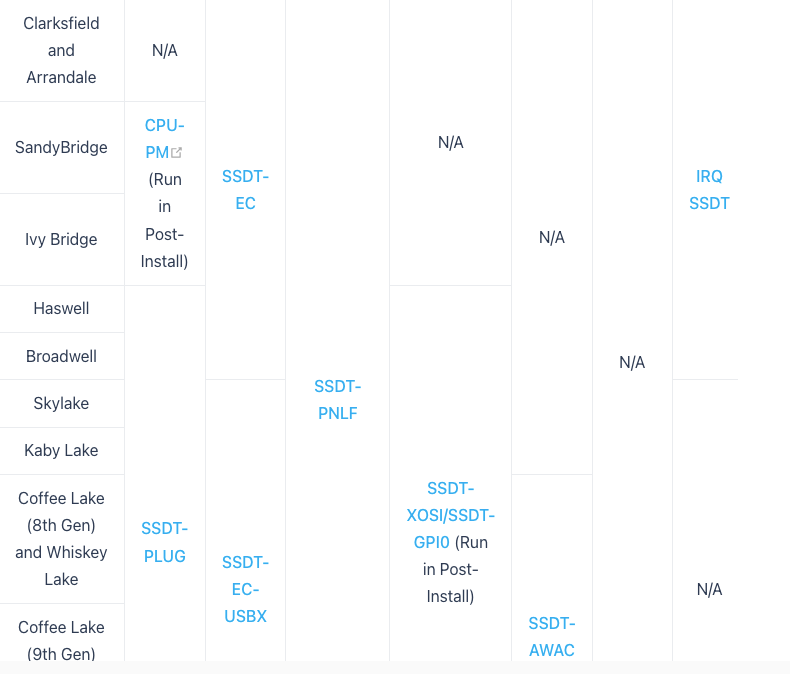 Clarksfield
and
Arrandale
N/A
SandyBridge
CPU-
PM
(Run
in
Post-
Install)
SSDT-
EC
N/A
IRQ
SSDT
Ivy Bridge
N/A
Haswell
Broadwell
N/A
SSDT-
PNLF
Skylake
Kaby Lake
Coffee Lake
(8th Gen)
and Whiskey
Lake
SSDT-
PLUG
SSDT-
EC-
USBX
SSDT-
XOSI/SSDT-
GPI0 (Run
in Post-
Install)
N/A
Coffee Lake
(9th Gen)
SSDT-
AWAC